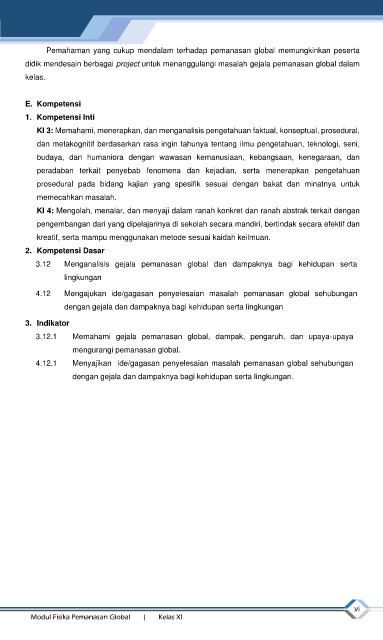 Pemahaman yang cukup mendalam terhadap pemanasan global memungkinkan peserta
didik mendesain berbagai project untuk menanggulangi masalah gejala pemanasan global dalam
kelas.
E. Kompetensi
1. Kompetensi Inti
KI 3: Memahami, menerapkan, dan menganalisis pengetahuan faktual, konseptual, prosedural,
dan metakognitif berdasarkan rasa ingin tahunya tentang ilmu pengetahuan, teknologi, seni,
budaya, dan humaniora dengan wawasan kemanusiaan, kebangsaan, kenegaraan, dan
peradaban terkait penyebab fenomena dan kejadian, serta menerapkan pengetahuan
prosedural pada bidang kajian yang spesifik sesuai dengan bakat dan minatnya untuk
memecahkan masalah.
KI 4: Mengolah, menalar, dan menyaji dalam ranah konkret dan ranah abstrak terkait dengan
pengembangan dari yang dipelajarinya di sekolah secara mandiri, bertindak secara efektif dan
kreatif, serta mampu menggunakan metode sesuai kaidah keilmuan.
2. Kompetensi Dasar
3.12 Menganalisis gejala pemanasan global dan dampaknya bagi kehidupan serta
lingkungan
4.12 Mengajukan ide/gagasan penyelesaian masalah pemanasan global sehubungan
dengan gejala dan dampaknya bagi kehidupan serta lingkungan
3. Indikator
3.12.1 Memahami gejala pemanasan global, dampak, pengaruh, dan upaya-upaya
mengurangi pemanasan global.
4.12.1 Menyajikan ide/gagasan penyelesaian masalah pemanasan global sehubungan
dengan gejala dan dampaknya bagi kehidupan serta lingkungan.
vi
Modul Fisika Pemanasan Global | Kelas XI